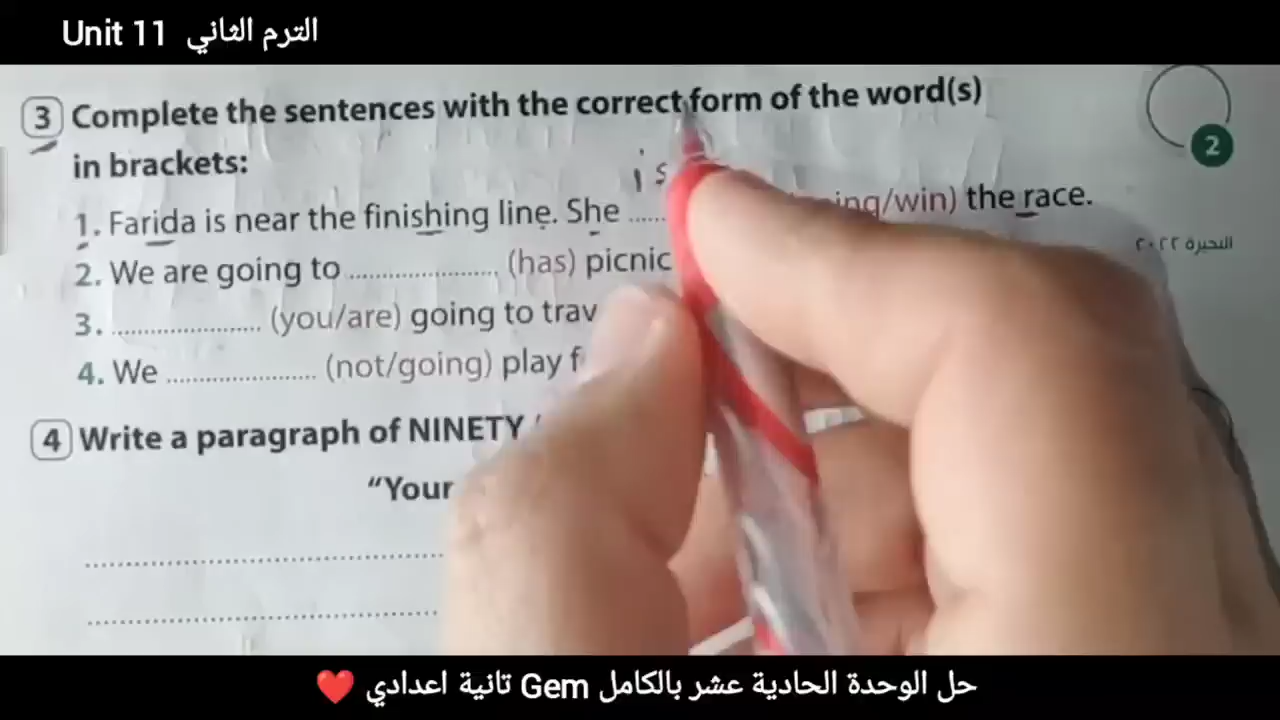 Unit 11 الترم الثاني
3 Complete the sentences with the correct form of the word(s)
2
in brackets:
is
1. Farida is near the finishing line. She ...... /win) the race.
البحيرة ٢٠٢٢
2. We are going to ...................... (has) picnic
3. ...................... (you/are) going to
4. We ...................... (not/going) play
4 Write a paragraph of NINETY
“Your
حل الوحدة الحادية عشر بالكامل Gem تانية اعدادي ❤️